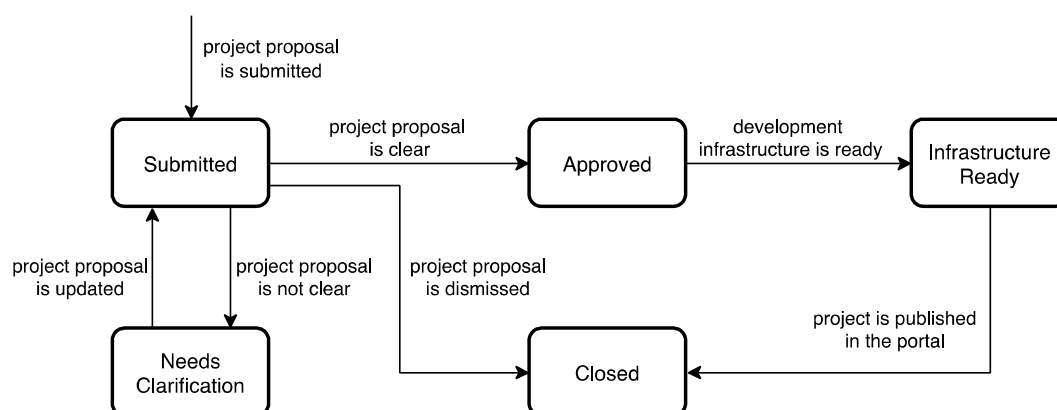 project proposal
is submitted
Submitted
project proposal
is clear
Approved
development
infrastructure is ready
Infrastructure
Ready
project proposal
is updated
project proposal
is not clear
project proposal
is dismissed
project is published
in the portal
Needs
Clarification
Closed